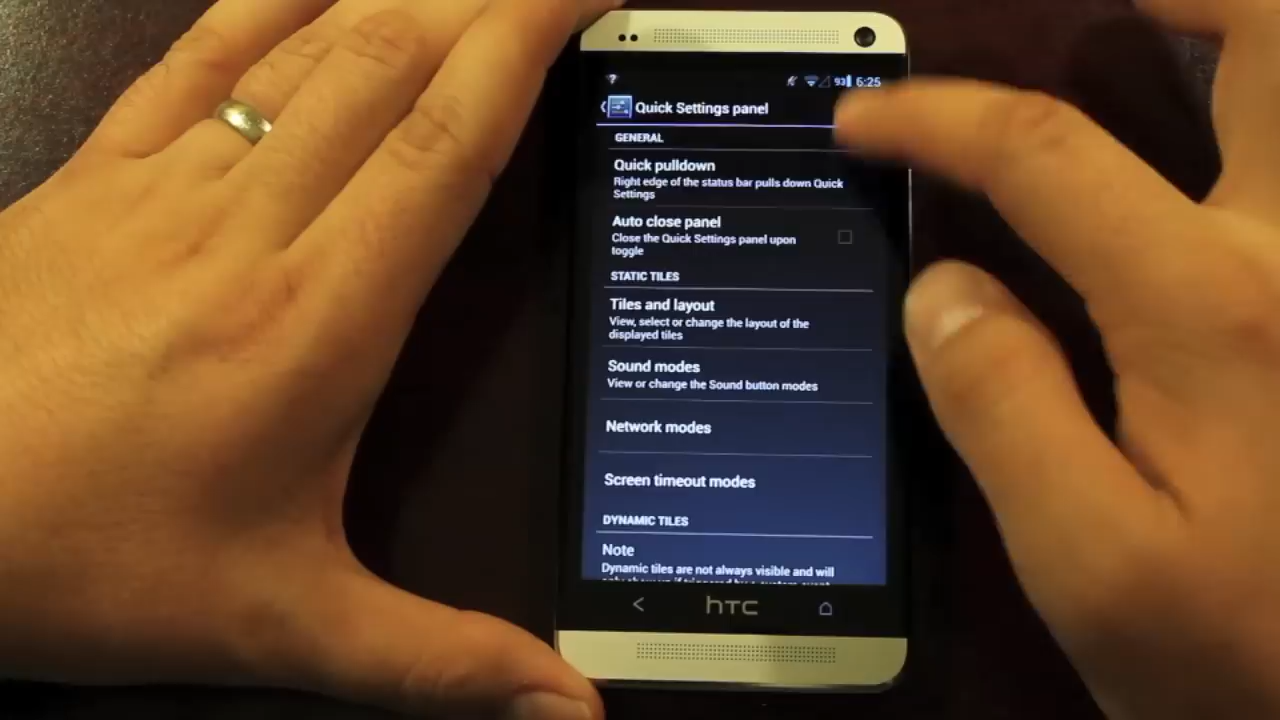 93 6:25
Quick Settings panel
GENERAL
Quick pulldown
Right edge of the status bar pulls down Quick
Settings
Auto close panel
Close the Quick Settings panel upon
toggle
STATIC TILES
Tiles and layout
View, select or change the layout of the
displayed tiles
Sound modes
View or change the Sound button modes
Network modes
Screen timeout modes
DYNAMIC TILES
Note
Dynamic tiles are not always visible and will
hTC